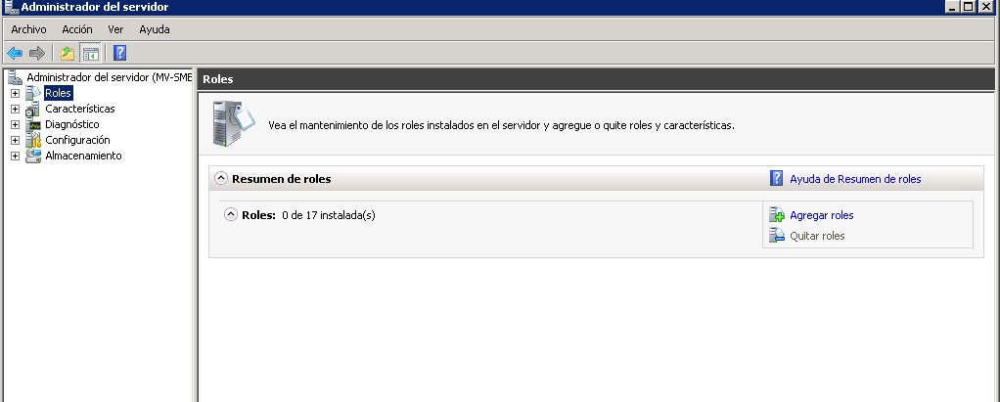 Administrador del servidor
Archivo Acción Ver Ayuda
Administrador del servidor (MV-SME
Roles
Características
Diagnóstico
Configuración
Almacenamiento
Roles
Vea el mantenimiento de los roles instalados en el servidor y agregue o quite roles y características.
Resumen de roles
Ayuda de Resumen de roles
Roles: 0 de 17 instalada(s)
Agregar roles
Quitar roles